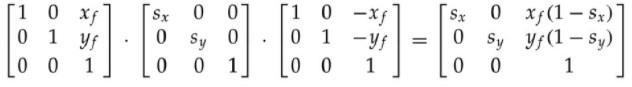 [1 0 x_f] [s_x 0 0] [1 0 −x_f] [s_x 0 x_f(1 − s_x)]
[0 1 y_f] · [0 s_y 0] · [0 1 −y_f] = [0 s_y y_f(1 − s_y)]
[0 0 1] [0 0 1] [0 0 1] [0 0 1]